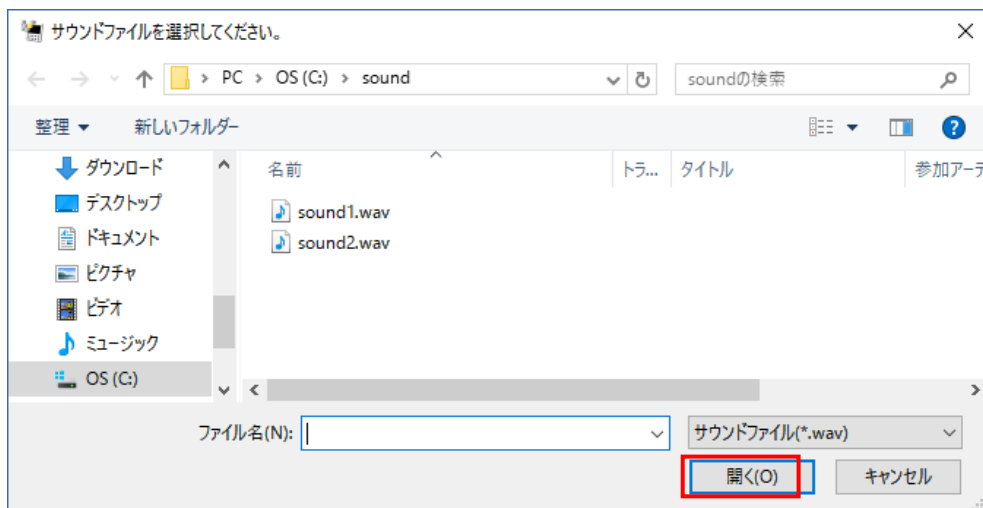 サウンドファイルを選択してください。
PC > OS (C:) > sound
soundの検索
整理
新しいフォルダー
ダウンロード
デスクトップ
ドキュメント
ピクチャ
ビデオ
ミュージック
OS (C:)
名前
トラ...
タイトル
参加アーテ
sound1.wav
sound2.wav
ファイル名(N):
サウンドファイル(*.wav)
開く(O)
キャンセル